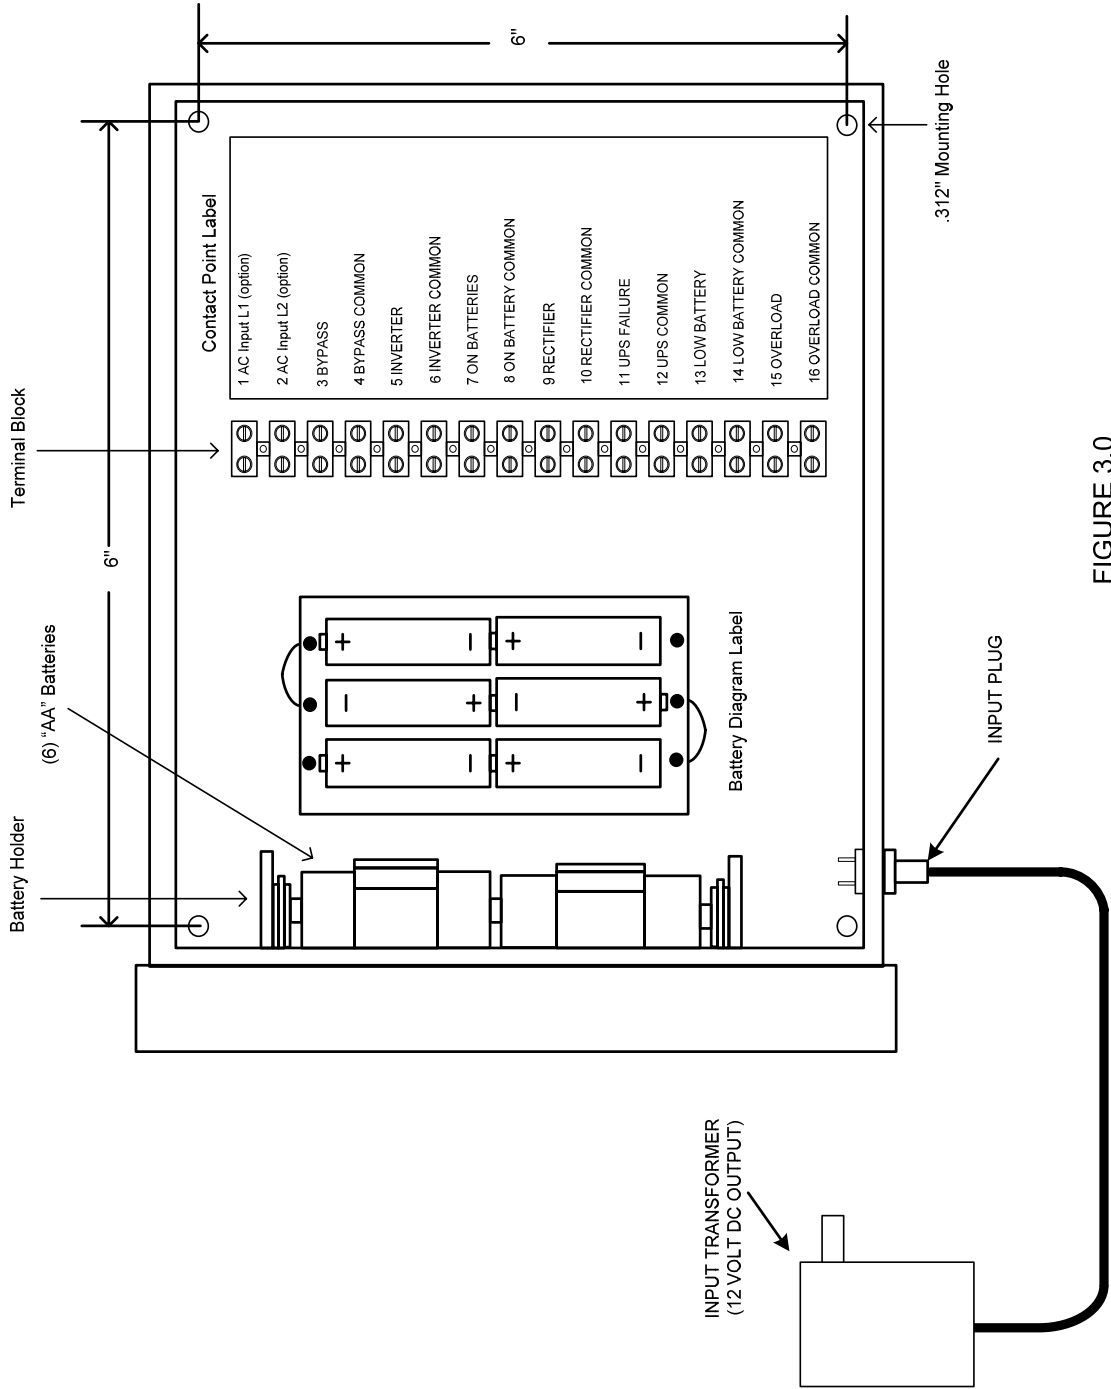 Battery Holder
(6) “AA” Batteries
Terminal Block
6"
6"
.312" Mounting Hole
Contact Point Label
1 AC Input L1 (option)
2 AC Input L2 (option)
3 BYPASS
4 BYPASS COMMON
5 INVERTER
6 INVERTER COMMON
7 ON BATTERIES
8 ON BATTERY COMMON
9 RECTIFIER
10 RECTIFIER COMMON
11 UPS FAILURE
12 UPS COMMON
13 LOW BATTERY
14 LOW BATTERY COMMON
15 OVERLOAD
16 OVERLOAD COMMON
+ − + −
− + − +
+ − + −
Battery Diagram Label
INPUT PLUG
INPUT TRANSFORMER
(12 VOLT DC OUTPUT)
FIGURE 3.0